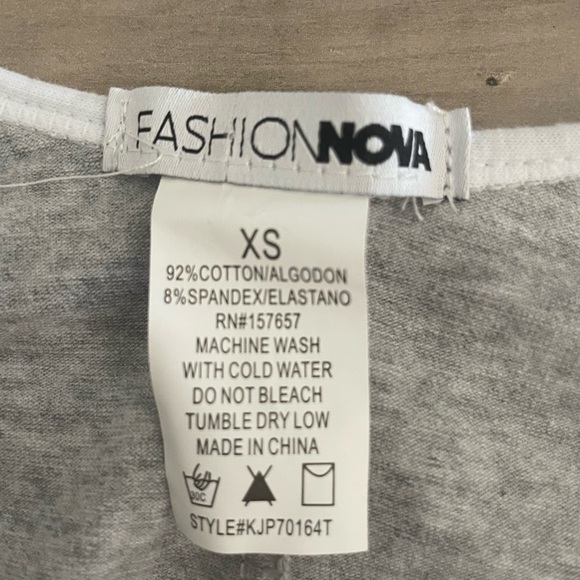 FASHIONNOVA
XS
92%COTTON/ALGODON
8%SPANDEX/ELASTANO
RN#157657
MACHINE WASH
WITH COLD WATER
DO NOT BLEACH
TUMBLE DRY LOW
MADE IN CHINA
30C
STYLE#KJP70164T